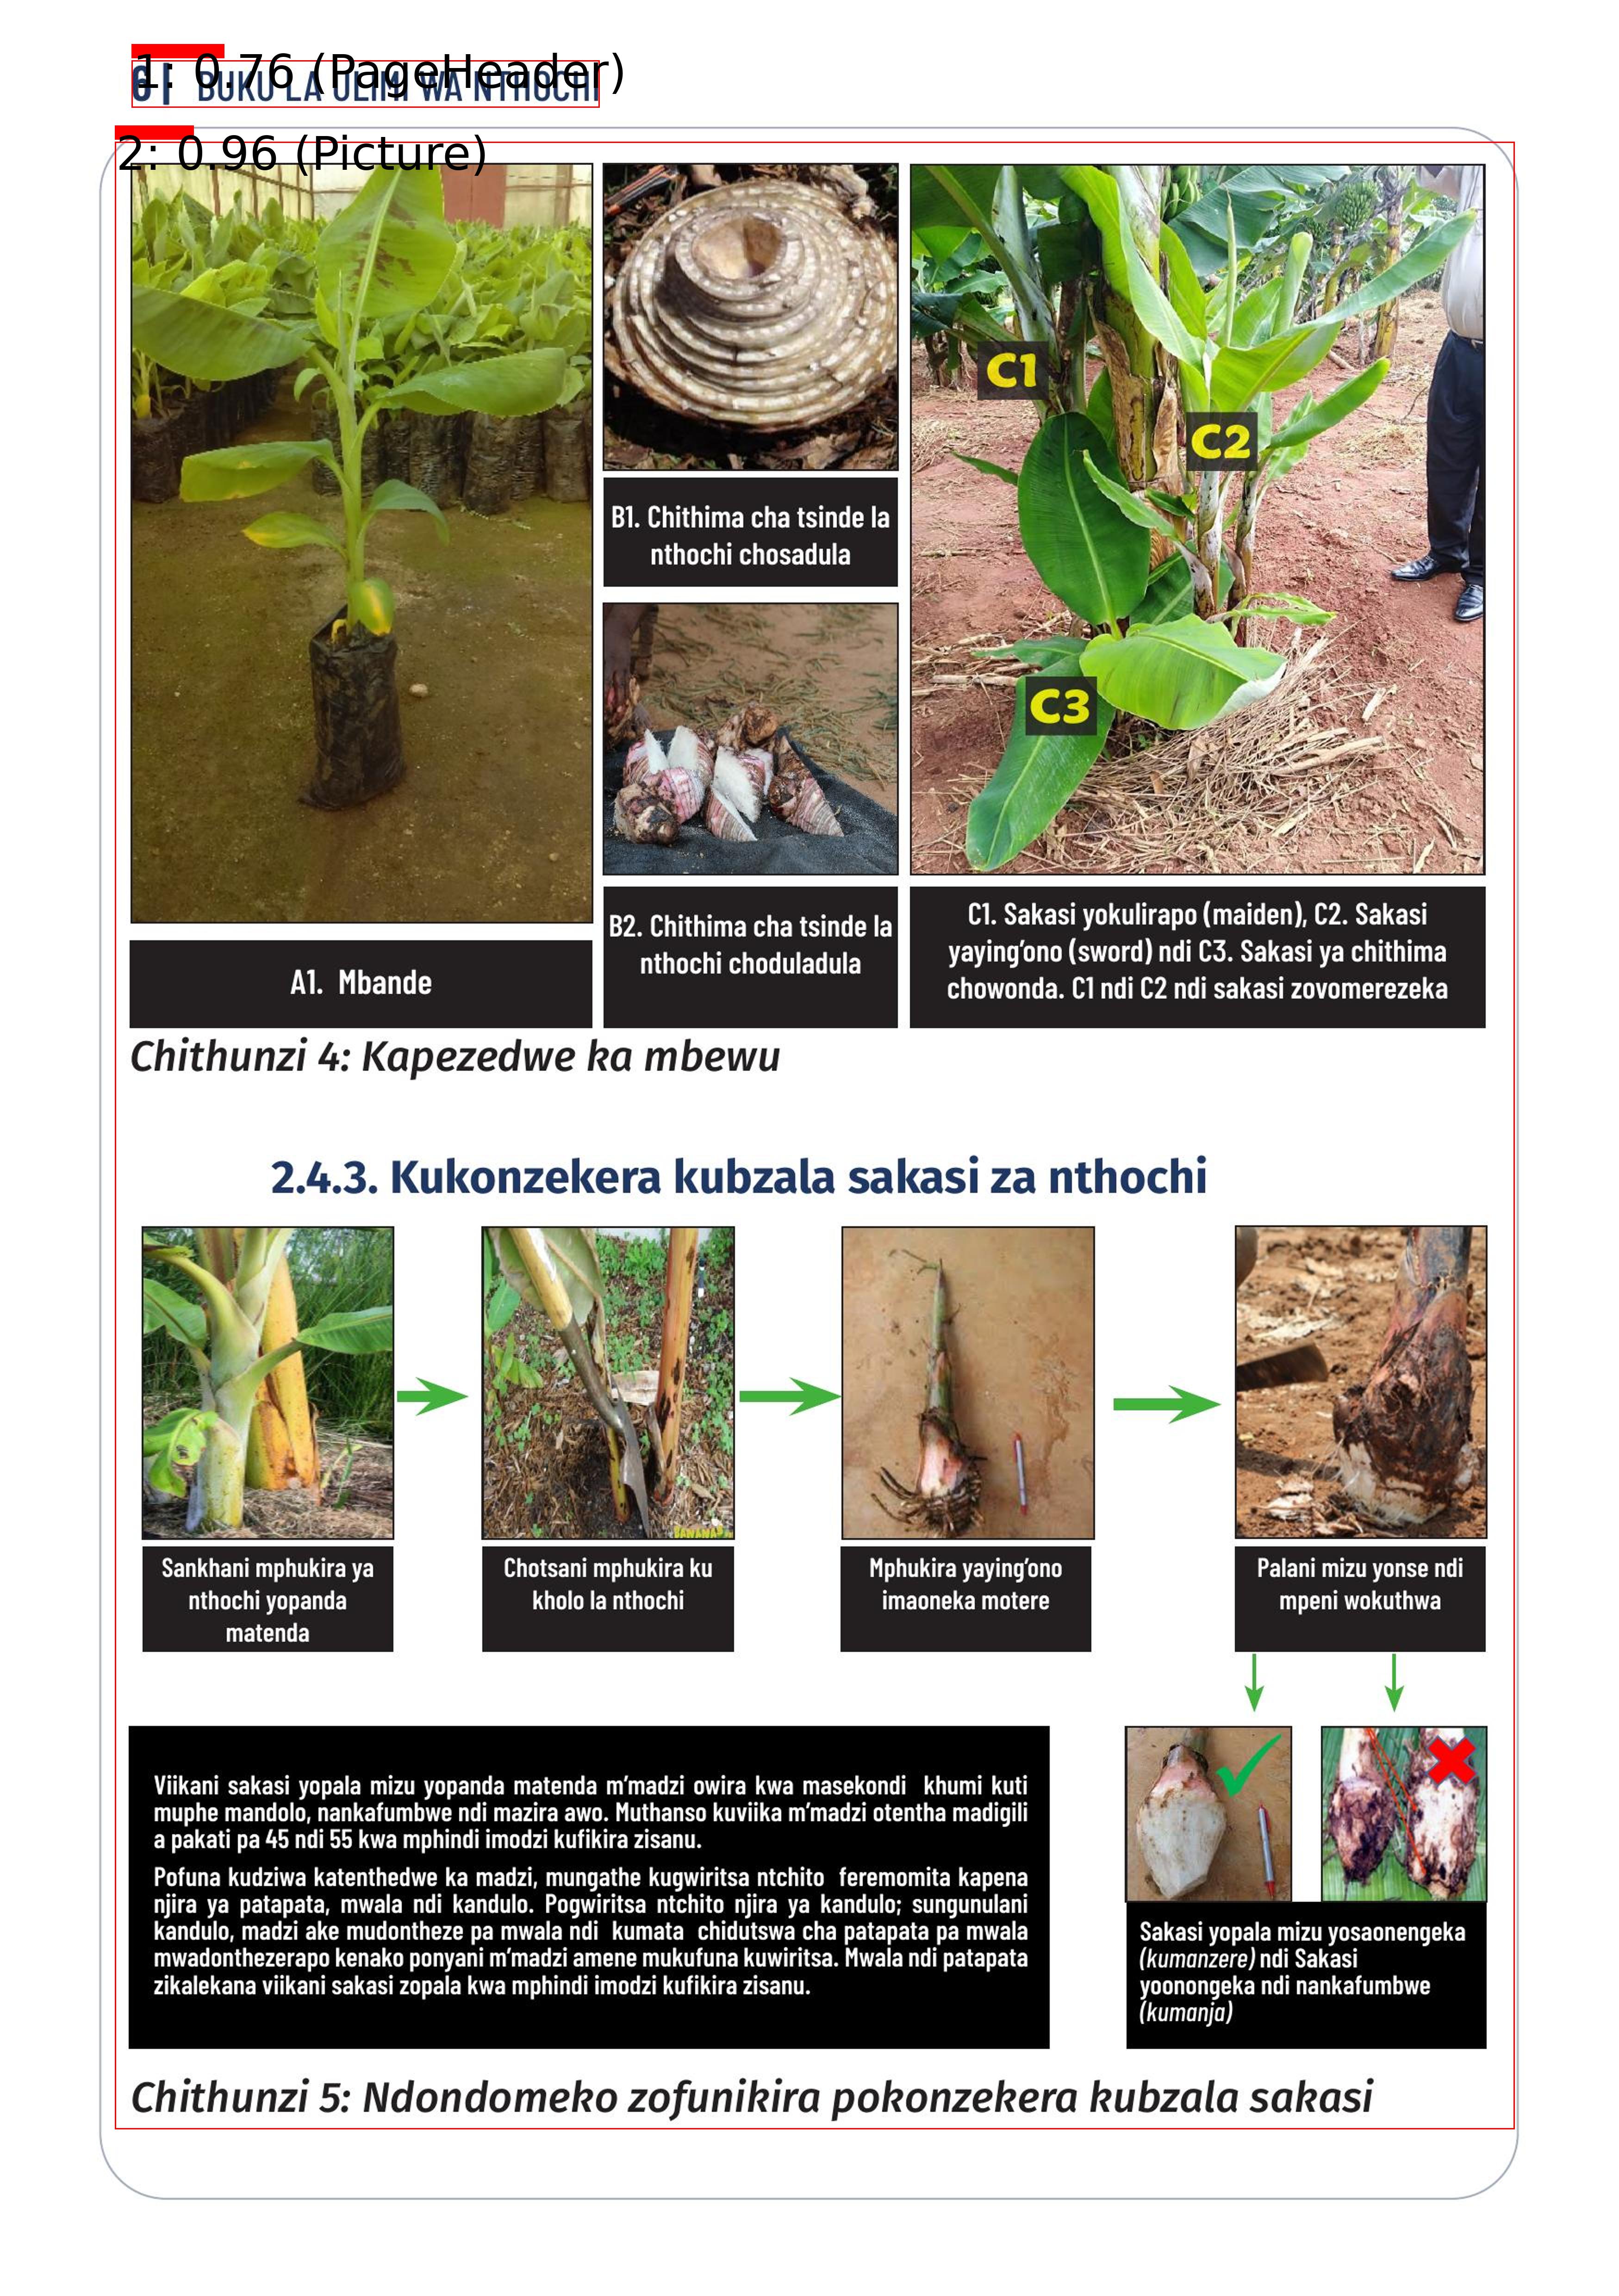 1: 0.76 (PageHeader)
6 | BUKU LA ULIMI WA NTHOCHI
2: 0.96 (Picture)
C1
C2
C3
B1. Chithima cha tsinde la
nthochi chosadula
A1. Mbande
B2. Chithima cha tsinde la
nthochi choduladula
C1. Sakasi yokulirapo (maiden), C2. Sakasi
yaying'ono (sword) ndi C3. Sakasi ya chithima
chowonda. C1 ndi C2 ndi sakasi zovomerezeka
Chithunzi 4: Kapezedwe ka mbewu
2.4.3. Kukonzekera kubzala sakasi za nthochi
Sankhani mphukira ya
nthochi yopanda
matenda
Chotsani mphukira ku
kholo la nthochi
Mphukira yaying'ono
imaoneka motere
Palani mizu yonse ndi
mpeni wokuthwa
Viikani sakasi yopala mizu yopanda matenda m'madzi owira kwa masekondi khumi kuti
muphe mandolo, nankafumbwe ndi mazira awo. Muthanso kuviika m'madzi otentha madigili
a pakati pa 45 ndi 55 kwa mphindi imodzi kufikira zisanu.
Pofuna kudziwa katenthedwe ka madzi, mungathe kugwiritsa ntchito feremomita kapena
njira ya patapata, mwala ndi kandulo. Pogwiritsa ntchito njira ya kandulo; sungunulani
kandulo, madzi ake mudontheze pa mwala ndi kumata chidutswa cha patapata pa mwala
mwadonthezerapo kenako ponyani m'madzi amene mukufuna kuwiritsa. Mwala ndi patapata
zikalekana viikani sakasi zopala kwa mphindi imodzi kufikira zisanu.
Sakasi yopala mizu yosaonengeka
(kumanzere) ndi Sakasi
yoonongeka ndi nankafumbwe
(kumanja)
Chithunzi 5: Ndondomeko zofunikira pokonzekera kubzala sakasi